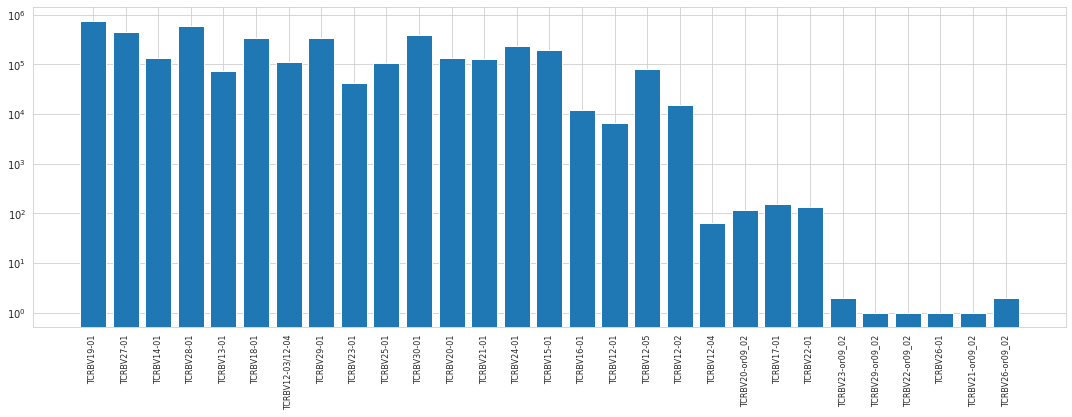 10⁶
10⁵
10⁴
10³
10²
10¹
10⁰
TCRBV19-01
TCRBV27-01
TCRBV14-01
TCRBV28-01
TCRBV13-01
TCRBV18-01
TCRBV12-03/12-04
TCRBV29-01
TCRBV23-01
TCRBV25-01
TCRBV30-01
TCRBV20-01
TCRBV21-01
TCRBV24-01
TCRBV15-01
TCRBV16-01
TCRBV12-01
TCRBV12-05
TCRBV12-02
TCRBV12-04
TCRBV20-or09_02
TCRBV17-01
TCRBV22-01
TCRBV23-or09_02
TCRBV29-or09_02
TCRBV22-or09_02
TCRBV26-01
TCRBV21-or09_02
TCRBV26-or09_02